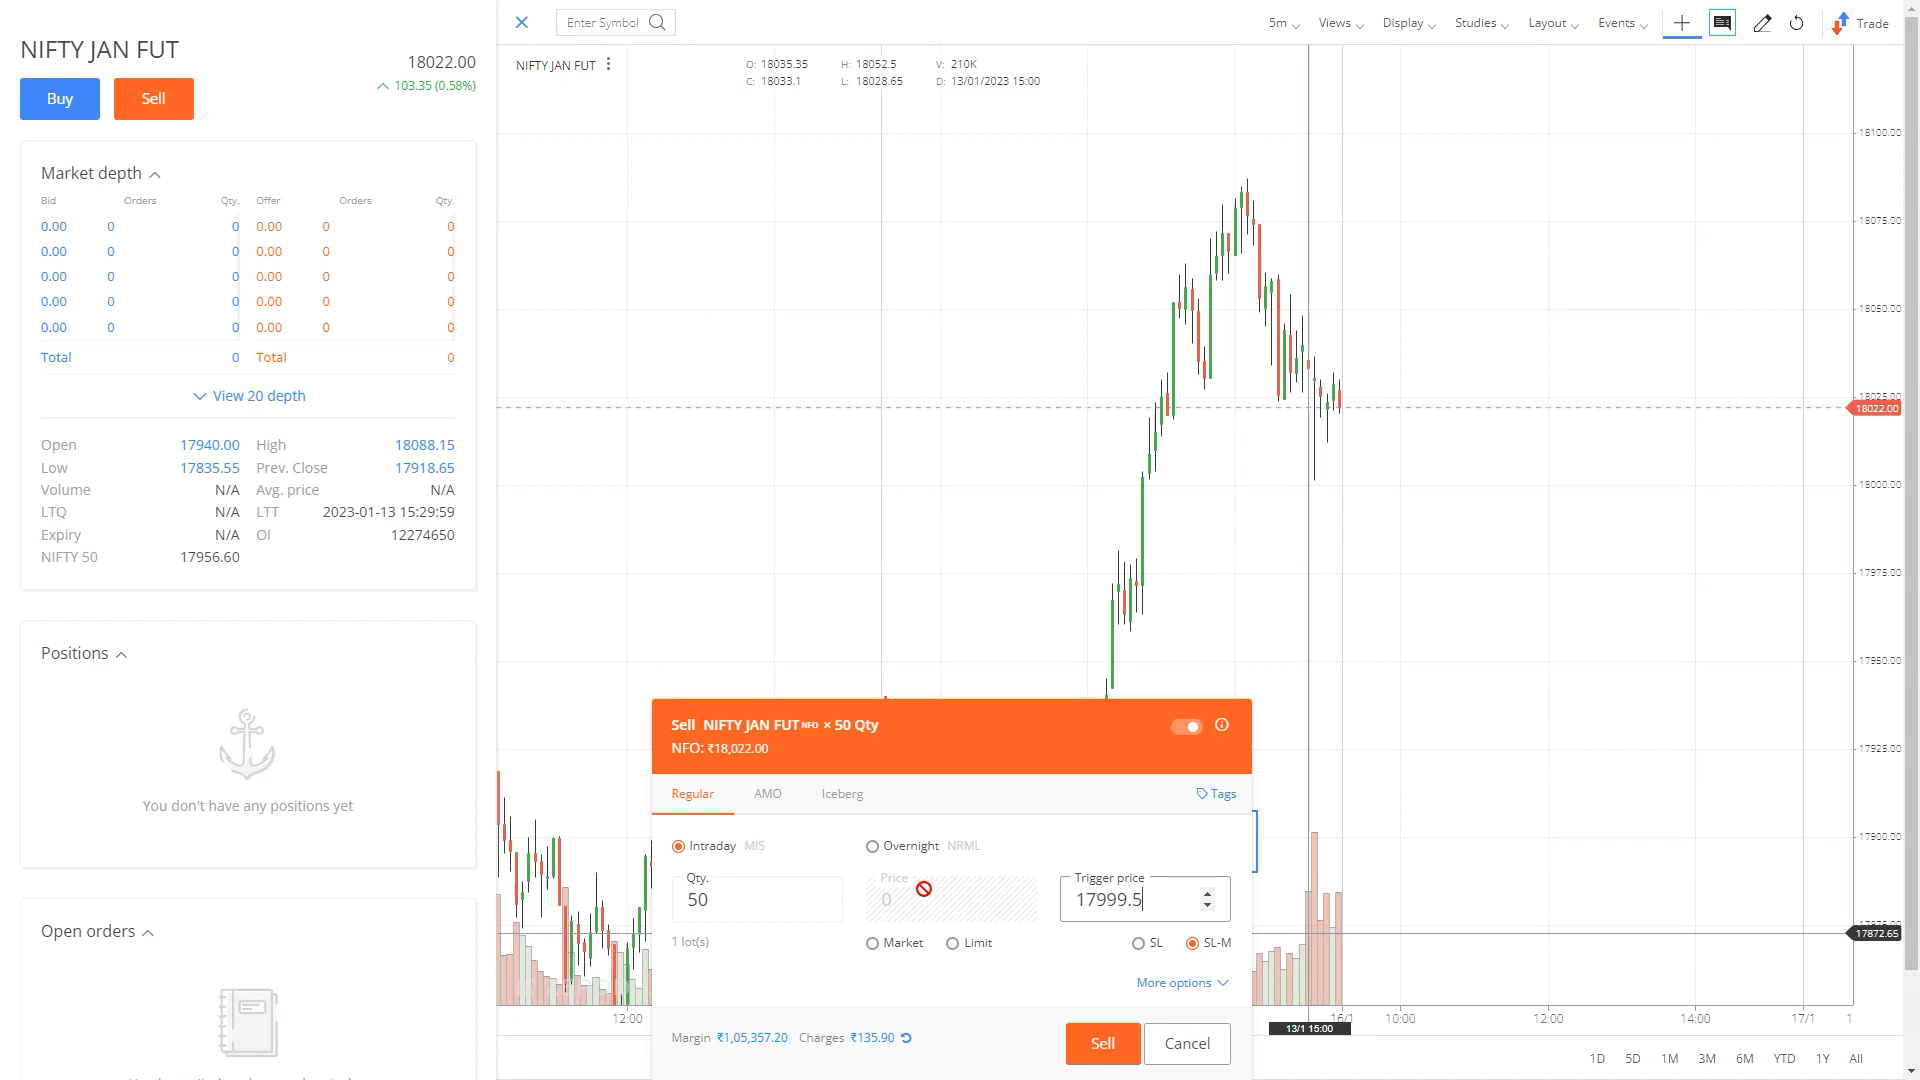 NIFTY JAN FUT
18022.00
103.35 (0.58%)
Buy
Sell
Market depth
Bid Orders Qty. Offer Orders Qty.
0.00 0 0 0.00 0 0
0.00 0 0 0.00 0 0
0.00 0 0 0.00 0 0
0.00 0 0 0.00 0 0
0.00 0 0 0.00 0 0
Total 0 Total 0
View 20 depth
Open 17940.00 High 18088.15
Low 17835.55 Prev. Close 17918.65
Volume N/A Avg. price N/A
LTQ N/A LTT 2023-01-13 15:29:59
Expiry N/A OI 12274650
NIFTY 50 17956.60
Positions
You don't have any positions yet
Open orders
Enter Symbol
5m Views Display Studies Layout Events Trade
NIFTY JAN FUT
O: 18035.35 H: 18052.5 V: 210K
C: 18033.1 L: 18028.65 D: 13/01/2023 15:00
18100.00
18075.00
18050.00
18025.00
18022.00
18000.00
17975.00
17950.00
17925.00
17900.00
17872.65
Sell NIFTY JAN FUT NFO × 50 Qty
NFO: ₹18,022.00
Regular AMO Iceberg Tags
Intraday MIS Overnight NRML
Qty. Price Trigger price
50 0 17999.5
1 lot(s) Market Limit SL SL-M
More options
Margin ₹1,05,357.20 Charges ₹135.90
Sell Cancel
12:00 16/1 10:00 12:00 14:00 17/1 1
13/1 15:00
1D 5D 1M 3M 6M YTD 1Y All